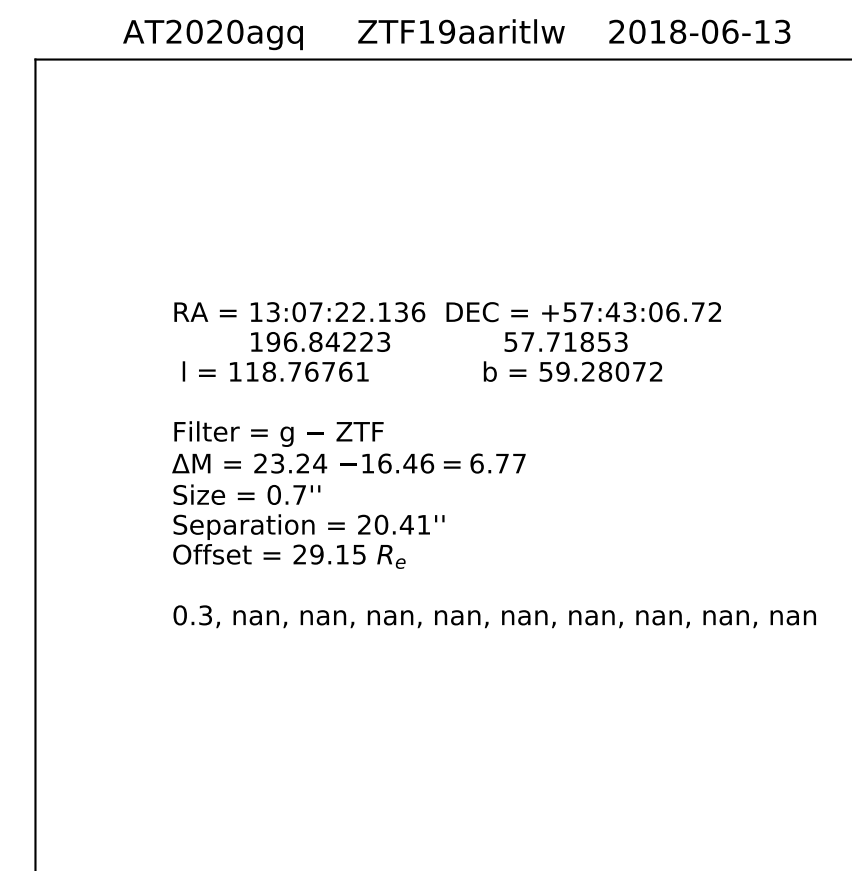 AT2020agq ZTF19aaritlw 2018-06-13
RA = 13:07:22.136 DEC = +57:43:06.72
196.84223 57.71853
l = 118.76761 b = 59.28072
Filter = g − ZTF
ΔM = 23.24 −16.46 = 6.77
Size = 0.7''
Separation = 20.41''
Offset = 29.15 Re
0.3, nan, nan, nan, nan, nan, nan, nan, nan, nan